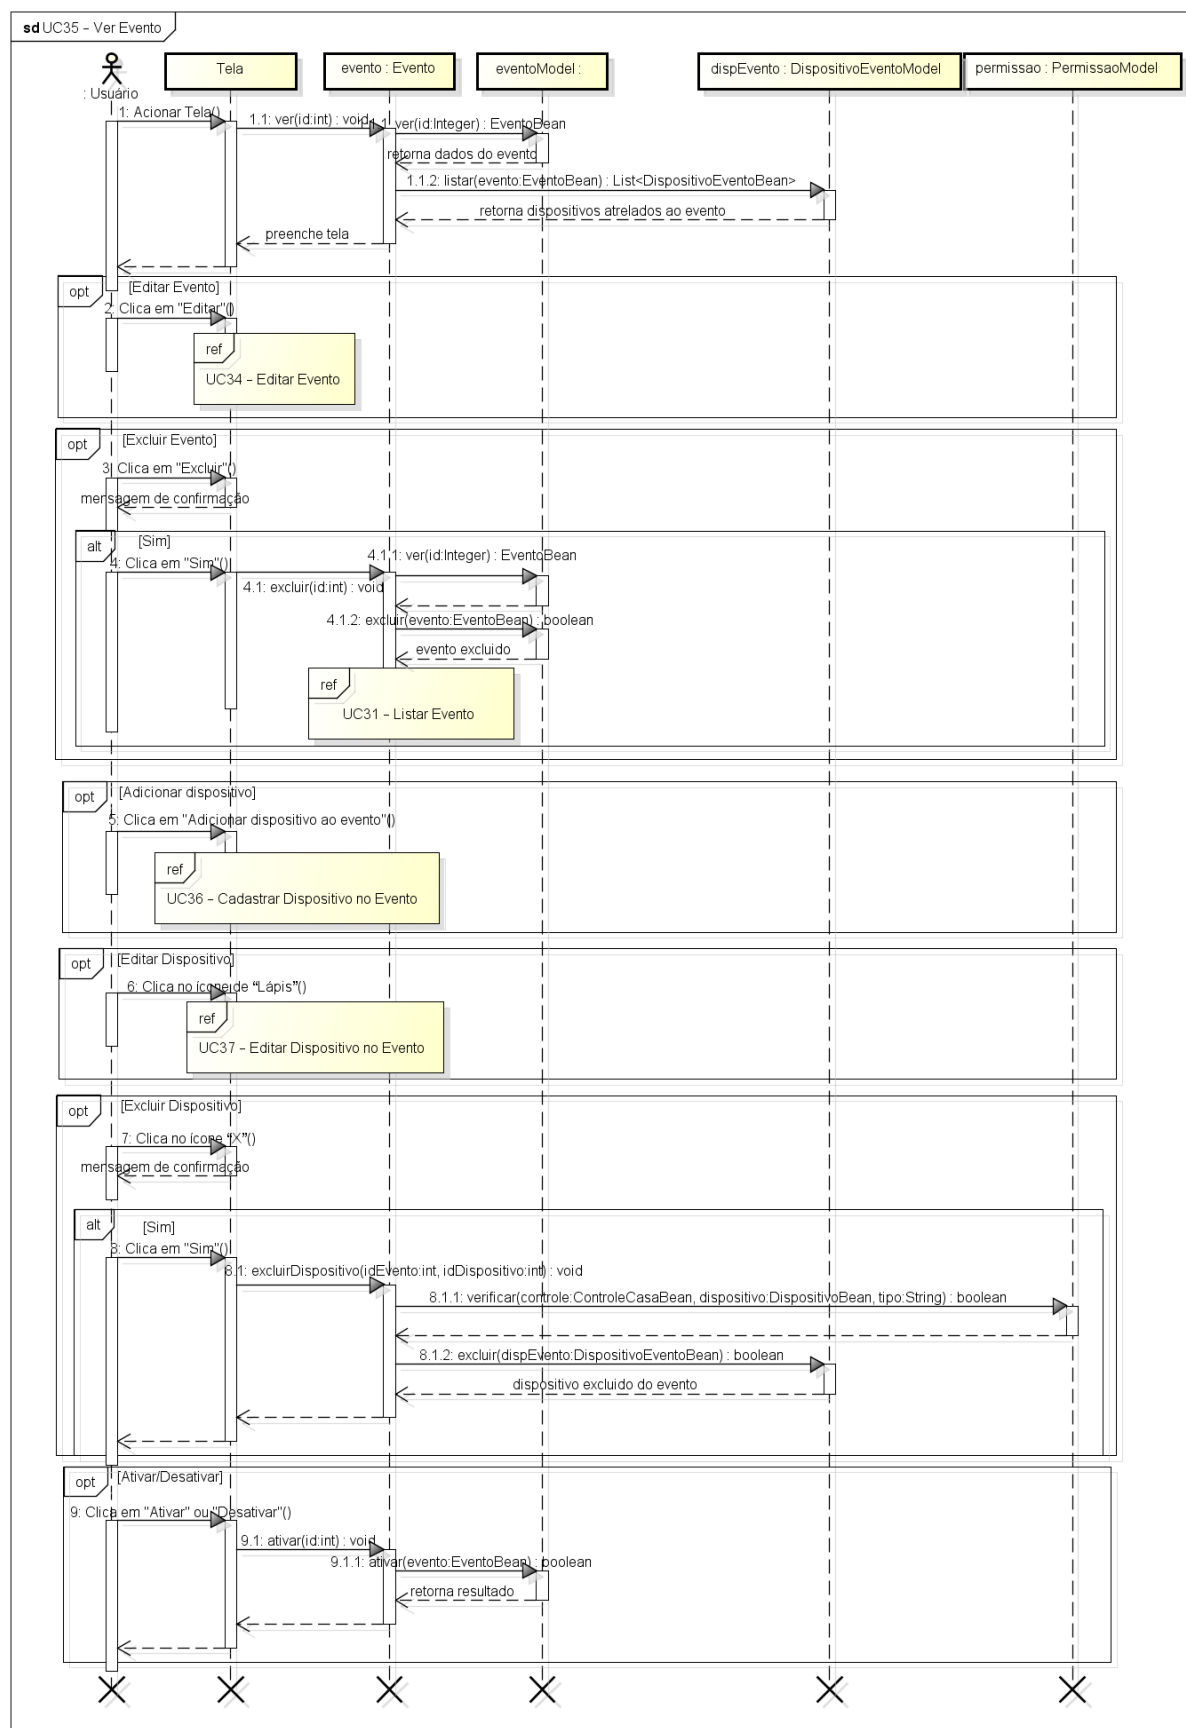 sd UC35 – Ver Evento
: Usuário
Tela
evento : Evento
eventoModel :
dispEvento : DispositivoEventoModel
permissao : PermissaoModel
1: Acionar Tela()
1.1: ver(id:int) : void
ver(id:Integer) : EventoBean
retorna dados do evento
1.1.2: listar(evento:EventoBean) : List<DispositivoEventoBean>
retorna dispositivos atrelados ao evento
preenche tela
opt
[Editar Evento]
2: Clica em "Editar"()
ref
UC34 – Editar Evento
opt
[Excluir Evento]
3: Clica em "Excluir"()
mensagem de confirmação
alt
[Sim]
4: Clica em "Sim"()
4.1.1: ver(id:Integer) : EventoBean
4.1: excluir(id:int) : void
4.1.2: excluir(evento:EventoBean) : boolean
evento excluido
ref
UC31 – Listar Evento
opt
[Adicionar dispositivo]
5: Clica em "Adicionar dispositivo ao evento"()
ref
UC36 – Cadastrar Dispositivo no Evento
opt
[Editar Dispositivo]
6: Clica no ícone de “Lápis”()
ref
UC37 – Editar Dispositivo no Evento
opt
[Excluir Dispositivo]
7: Clica no ícone “X”()
mensagem de confirmação
alt
[Sim]
8: Clica em "Sim"()
8.1: excluirDispositivo(idEvento:int, idDispositivo:int) : void
8.1.1: verificar(controle:ControleCasaBean, dispositivo:DispositivoBean, tipo:String) : boolean
8.1.2: excluir(dispEvento:DispositivoEventoBean) : boolean
dispositivo excluido do evento
opt
[Ativar/Desativar]
9: Clica em "Ativar" ou "Desativar"()
9.1: ativar(id:int) : void
9.1.1: ativar(evento:EventoBean) : boolean
retorna resultado